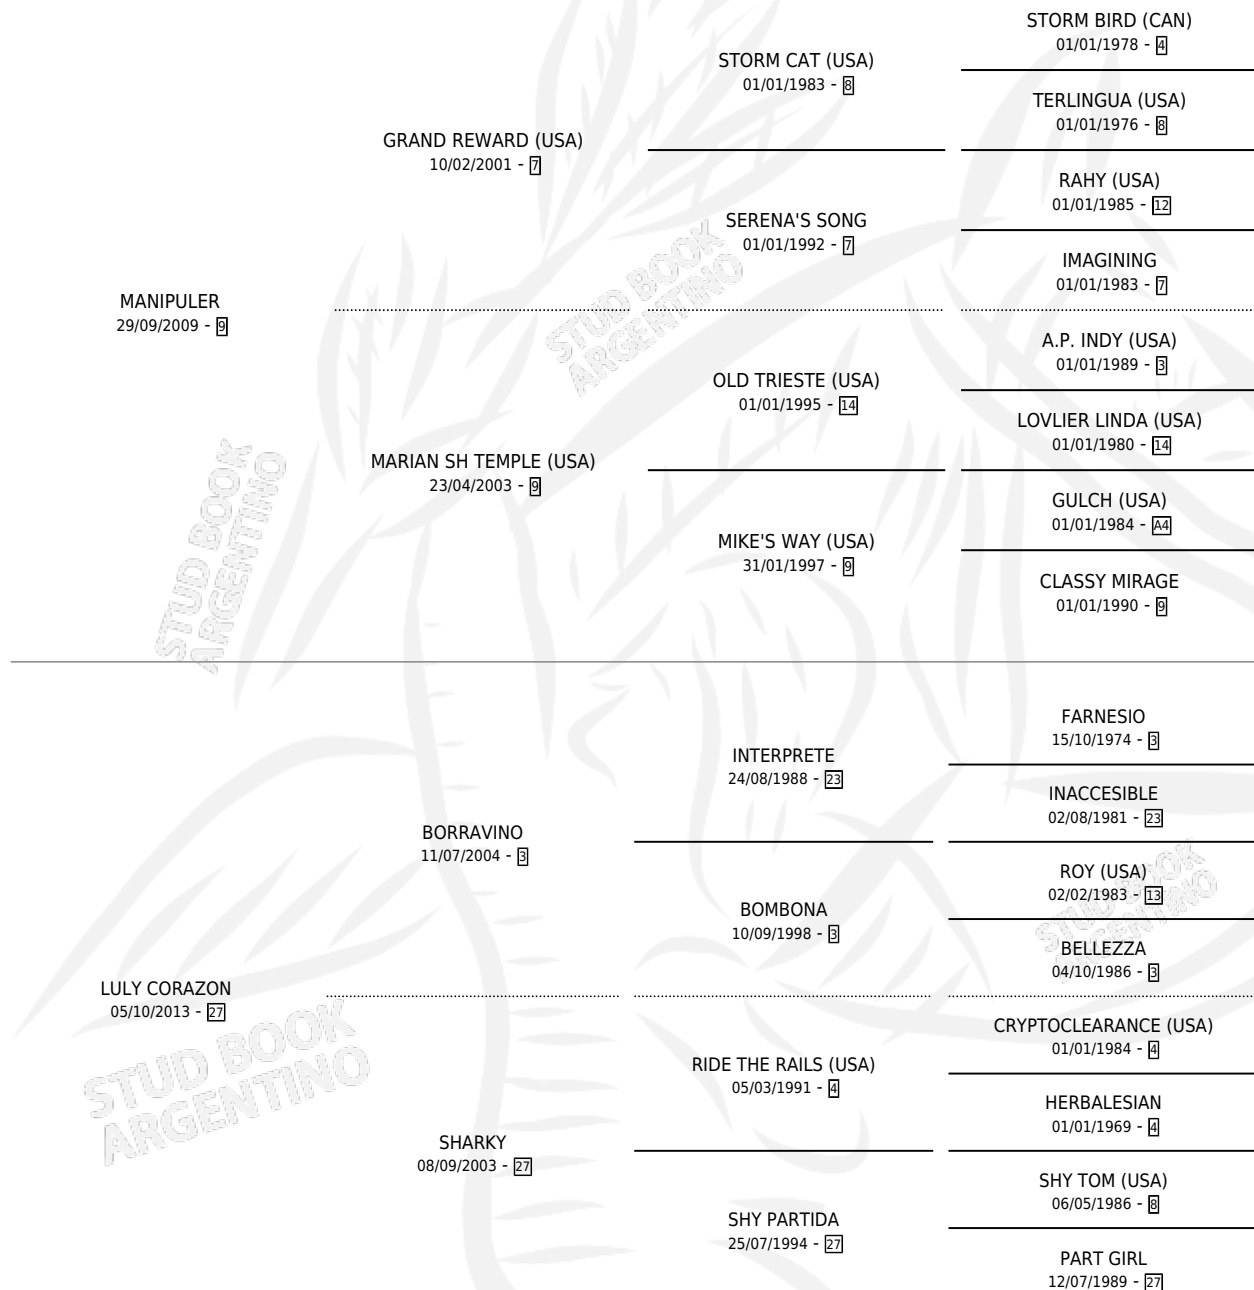 STORM BIRD (CAN)
01/01/1978 - 4
STORM CAT (USA)
01/01/1983 - 8
TERLINGUA (USA)
01/01/1976 - 8
GRAND REWARD (USA)
10/02/2001 - 7
RAHY (USA)
01/01/1985 - 12
SERENA'S SONG
01/01/1992 - 7
IMAGINING
01/01/1983 - 7
MANIPULER
29/09/2009 - 9
A.P. INDY (USA)
01/01/1989 - 3
OLD TRIESTE (USA)
01/01/1995 - 14
LOVLIER LINDA (USA)
01/01/1980 - 14
MARIAN SH TEMPLE (USA)
23/04/2003 - 9
GULCH (USA)
01/01/1984 - A4
MIKE'S WAY (USA)
31/01/1997 - 9
CLASSY MIRAGE
01/01/1990 - 9
STUD BOOK
ARGENTINO
STUD BOOK
ARGENTINO
FARNESIO
15/10/1974 - 3
INTERPRETE
24/08/1988 - 23
INACCESIBLE
02/08/1981 - 23
BORRAVINO
11/07/2004 - 3
ROY (USA)
02/02/1983 - 13
BOMBONA
10/09/1998 - 3
BELLEZZA
04/10/1986 - 3
STUD BOOK
ARGENTINO
LULY CORAZON
05/10/2013 - 27
CRYPTOCLEARANCE (USA)
01/01/1984 - 4
RIDE THE RAILS (USA)
05/03/1991 - 4
HERBALESIAN
01/01/1969 - 4
STUD BOOK
ARGENTINO
SHARKY
08/09/2003 - 27
SHY TOM (USA)
06/05/1986 - 8
SHY PARTIDA
25/07/1994 - 27
PART GIRL
12/07/1989 - 27